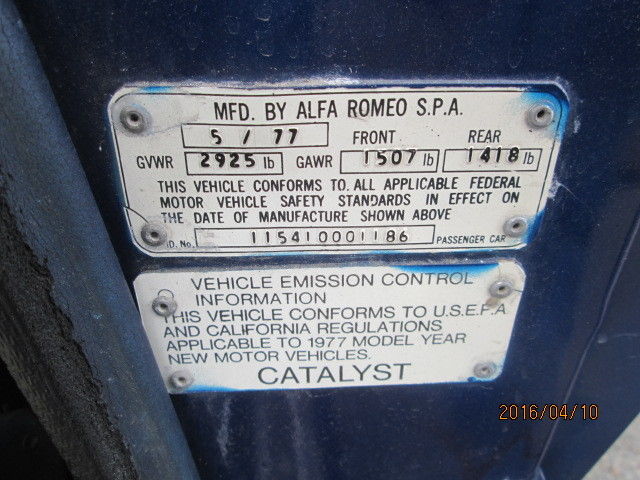 MFD. BY ALFA ROMEO S.P.A.
5 / 77 FRONT REAR
GVWR 2925 lb GAWR 1507 lb 1418 lb
THIS VEHICLE CONFORMS TO. ALL APPLICABLE FEDERAL
MOTOR VEHICLE SAFETY STANDARDS IN EFFECT ON
THE DATE OF MANUFACTURE SHOWN ABOVE
ID. No. 115410001186 PASSENGER CAR
VEHICLE EMISSION CONTROL
INFORMATION
THIS VEHICLE CONFORMS TO U.S.E.P.A
AND CALIFORNIA REGULATIONS
APPLICABLE TO 1977 MODEL YEAR
NEW MOTOR VEHICLES.
CATALYST
2016/04/10